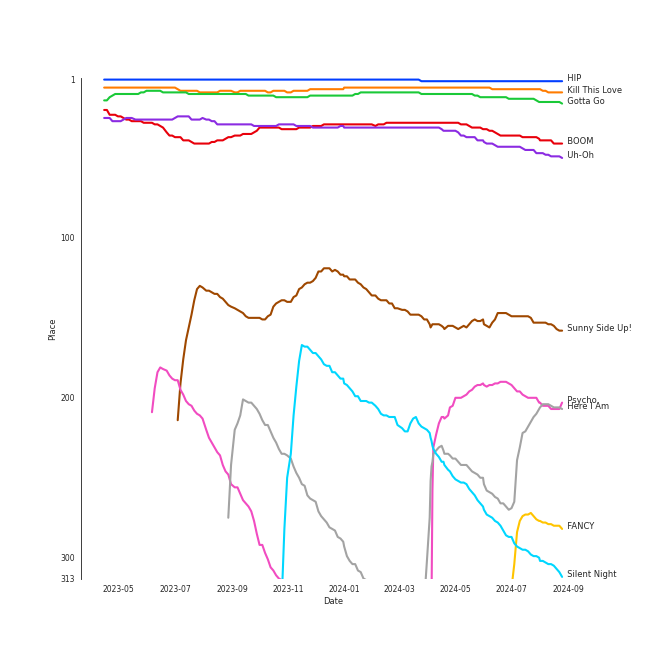 1
HIP
Kill This Love
Gotta Go
BOOM
Uh-Oh
100
Place
Sunny Side Up!
200
Psycho
Here I Am
FANCY
300
Silent Night
313
2023-05 2023-07 2023-09 2023-11 2024-01 2024-03 2024-05 2024-07 2024-09
Date